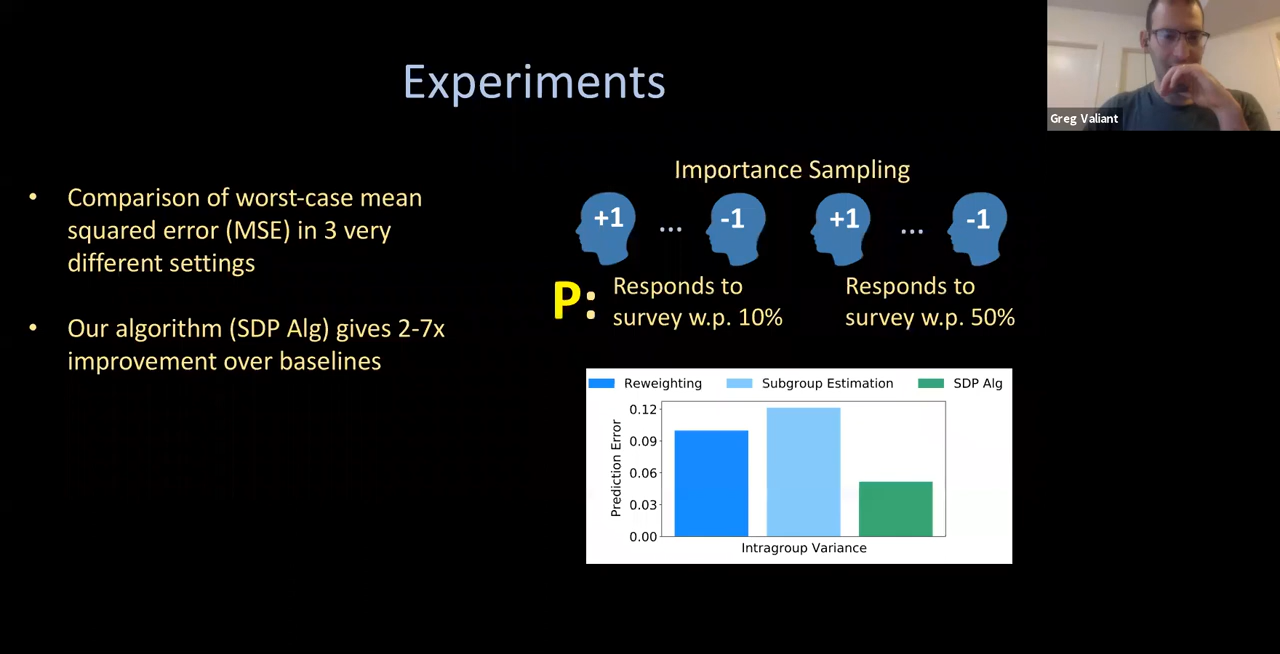 Experiments
Greg Valiant
• Comparison of worst-case mean
squared error (MSE) in 3 very
different settings
• Our algorithm (SDP Alg) gives 2-7x
improvement over baselines
Importance Sampling
+1 ... -1 +1 ... -1
P:
Responds to
survey w.p. 10%
Responds to
survey w.p. 50%
Reweighting Subgroup Estimation SDP Alg
Prediction Error
0.12
0.09
0.06
0.03
0.00
Intragroup Variance